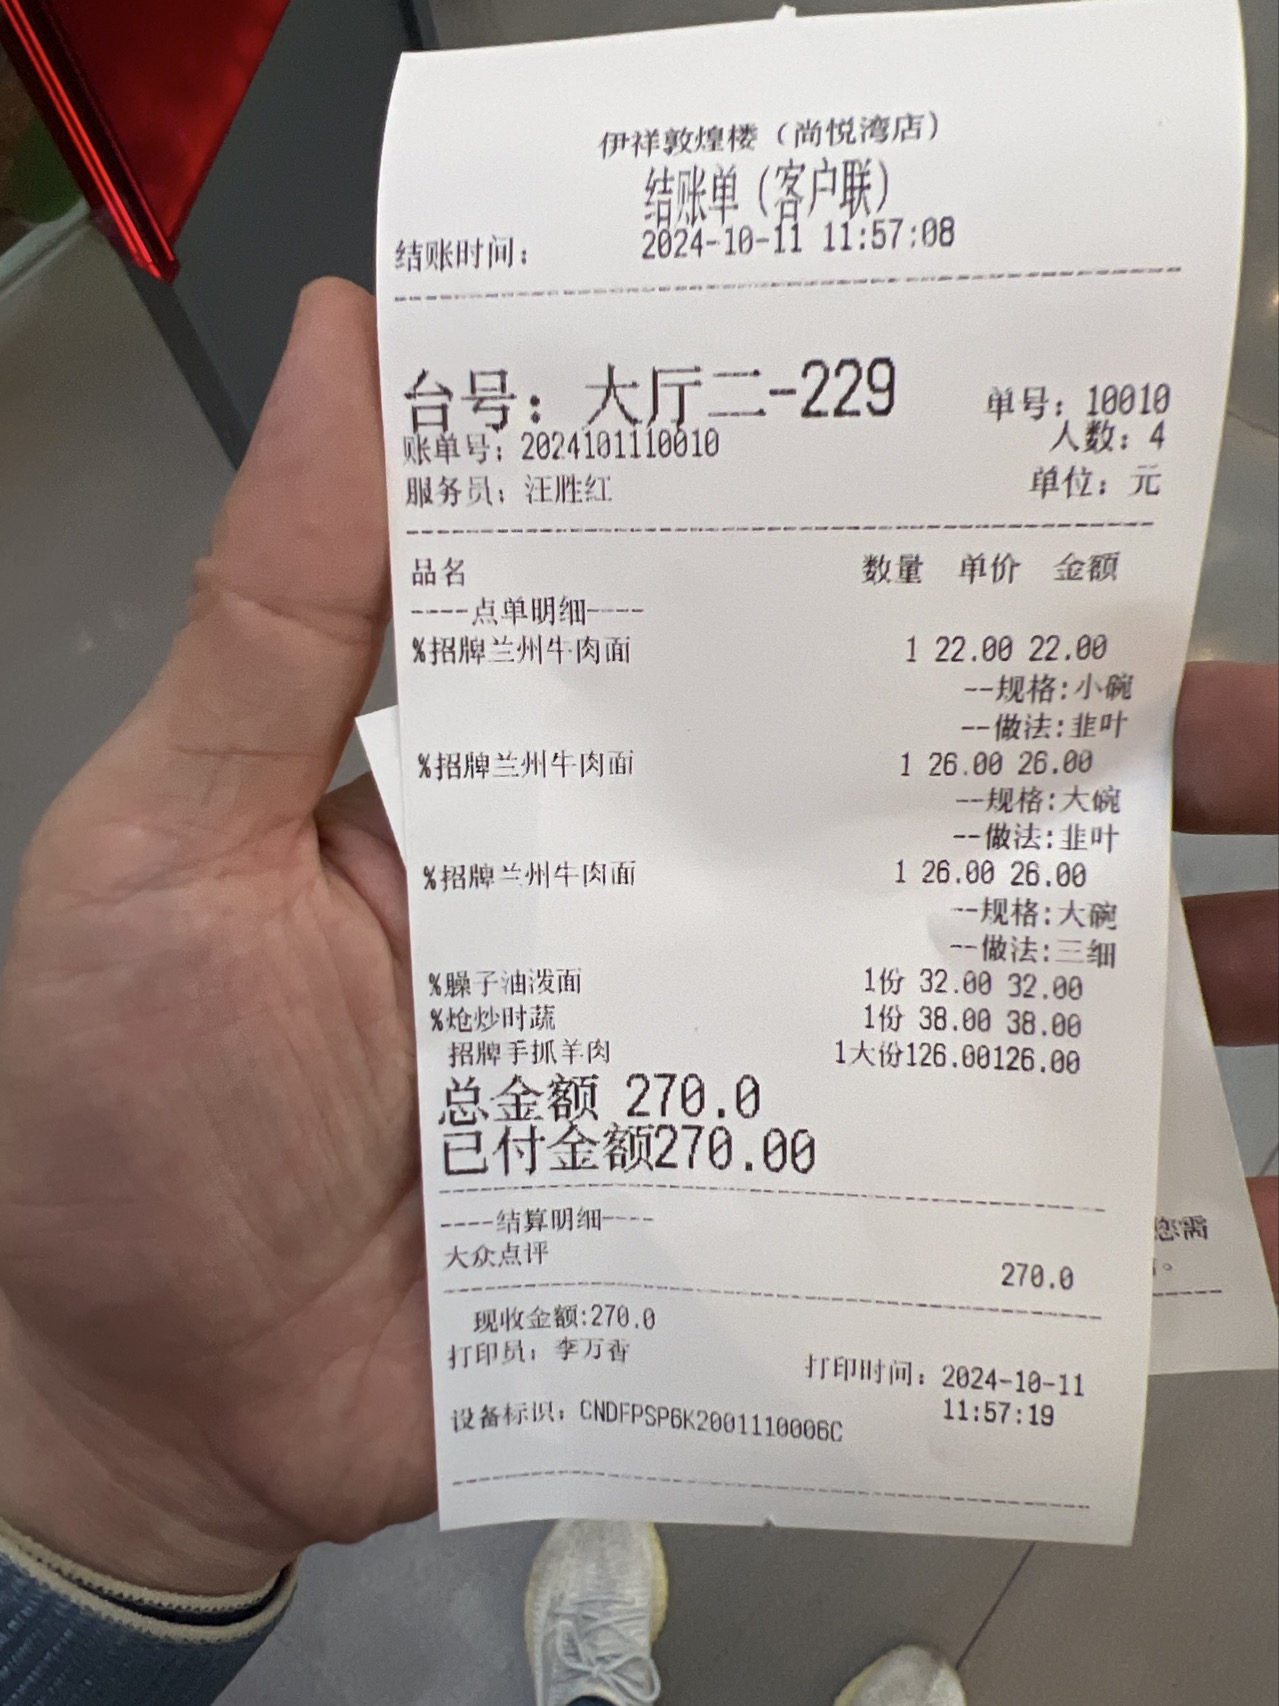 伊祥敦煌楼（尚悦湾店）
结账单（客户联）
结账时间： 2024-10-11 11:57:08
台号：大厅二-229 单号：10010
账单号：2024101110010 人数：4
服务员：汪胜红 单位：元
品名 数量 单价 金额
----点单明细----
%招牌兰州牛肉面 1 22.00 22.00
--规格:小碗
--做法:韭叶
%招牌兰州牛肉面 1 26.00 26.00
--规格:大碗
--做法:韭叶
%招牌兰州牛肉面 1 26.00 26.00
--规格:大碗
--做法:三细
%臊子油泼面 1份 32.00 32.00
%炝炒时蔬 1份 38.00 38.00
招牌手抓羊肉 1大份126.00126.00
总金额 270.0
已付金额270.00
----结算明细----
大众点评 270.0
现收金额:270.0
打印员：李万香 打印时间：2024-10-11
11:57:19
设备标识：CNDFPSP6K2001110006C
您需
。